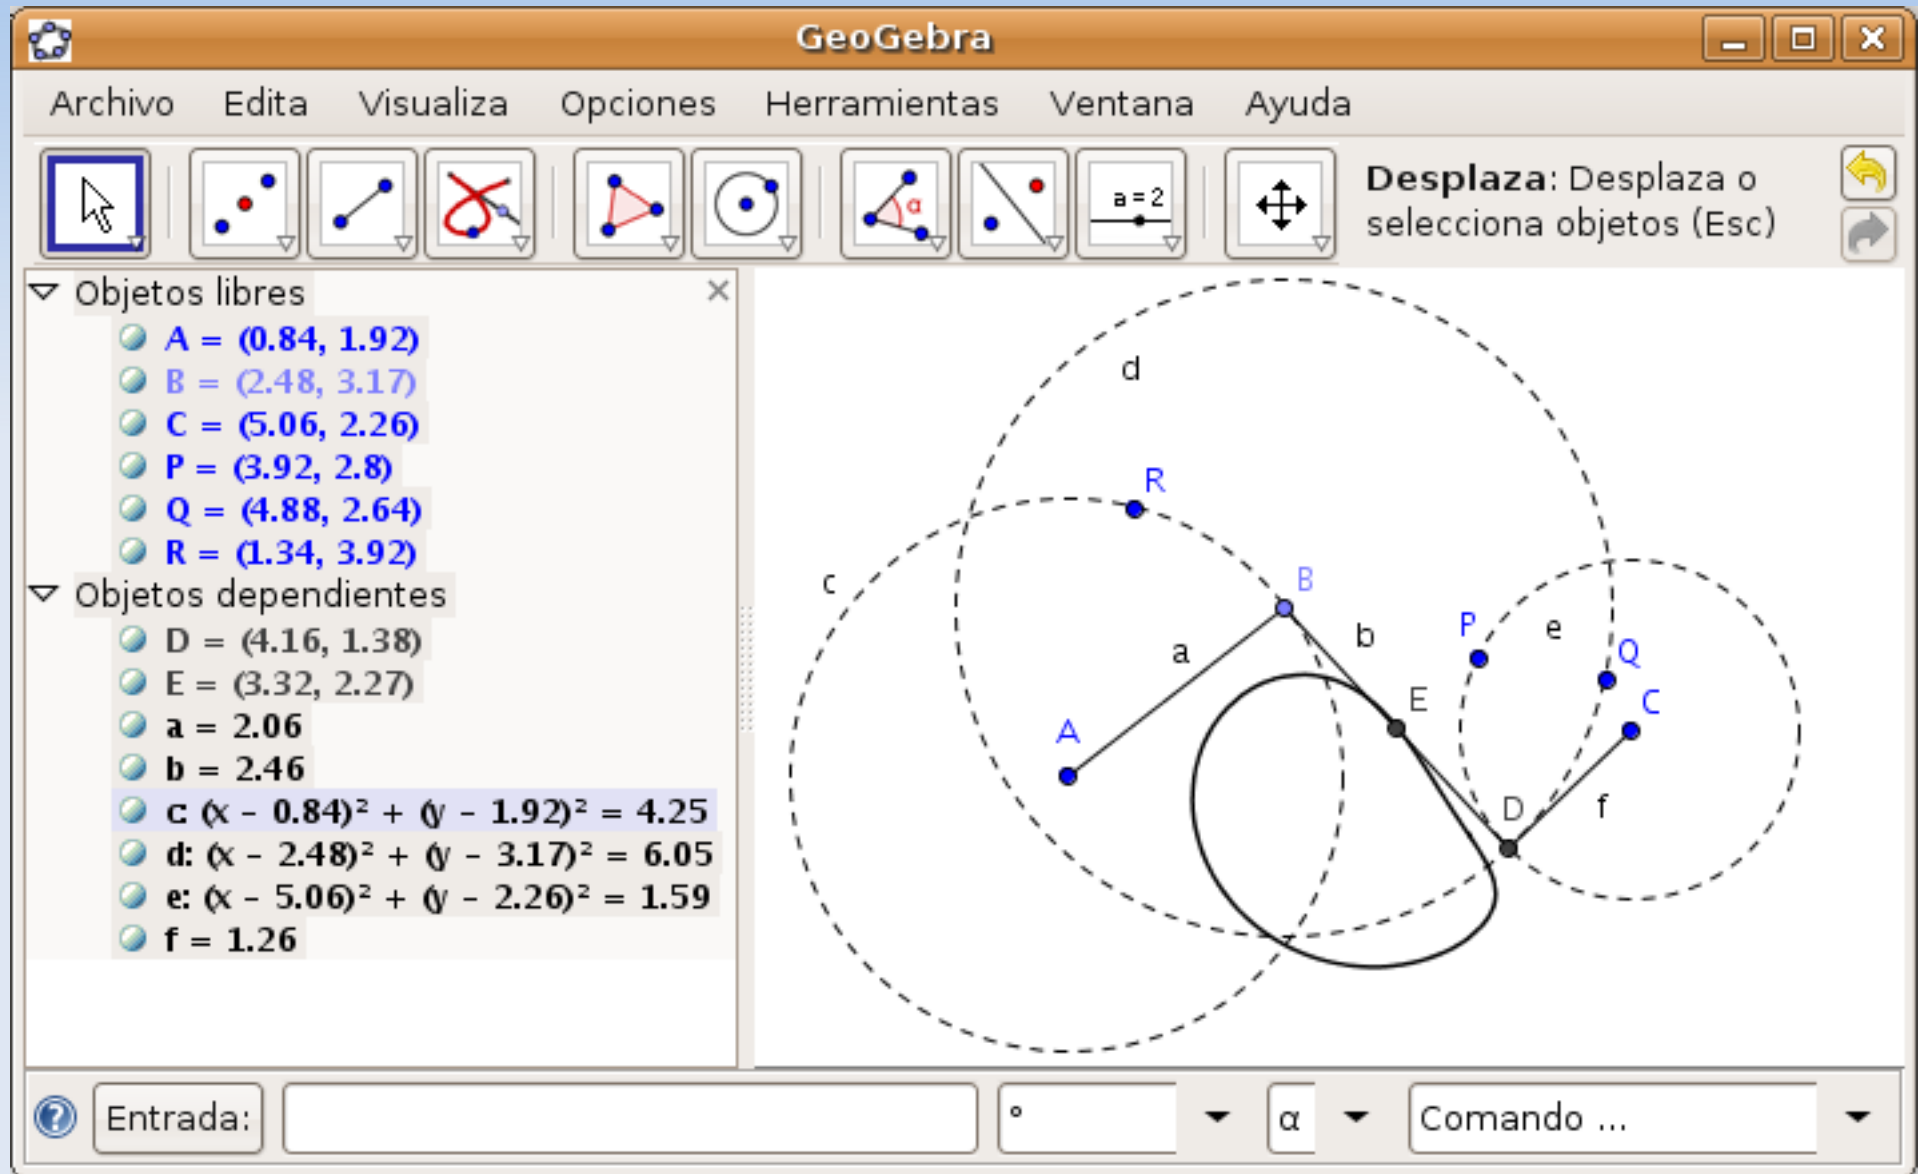 GeoGebra
Archivo Edita Visualiza Opciones Herramientas Ventana Ayuda
α
a = 2
Desplaza: Desplaza o
selecciona objetos (Esc)
Objetos libres
A = (0.84, 1.92)
B = (2.48, 3.17)
C = (5.06, 2.26)
P = (3.92, 2.8)
Q = (4.88, 2.64)
R = (1.34, 3.92)
Objetos dependientes
D = (4.16, 1.38)
E = (3.32, 2.27)
a = 2.06
b = 2.46
c: (x − 0.84)² + (y − 1.92)² = 4.25
d: (x − 2.48)² + (y − 3.17)² = 6.05
e: (x − 5.06)² + (y − 2.26)² = 1.59
f = 1.26
d
R
c
B
b
P
e
a
Q
E
C
A
D
f
Entrada:
°
α
Comando ...